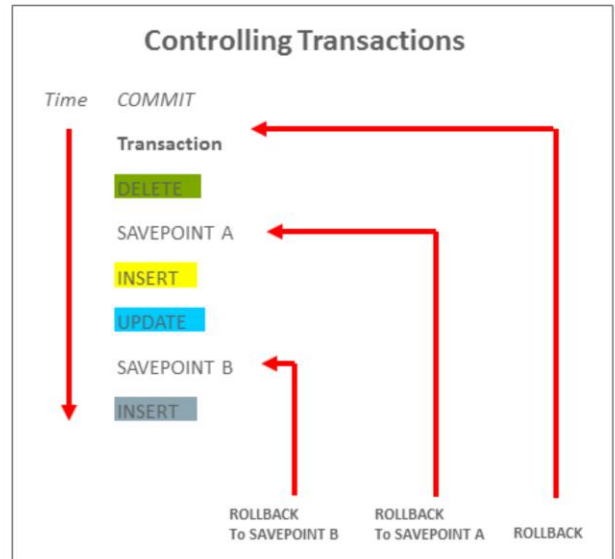 Controlling Transactions
Time COMMIT
Transaction
DELETE
SAVEPOINT A
INSERT
UPDATE
SAVEPOINT B
INSERT
ROLLBACK
To SAVEPOINT B
ROLLBACK
To SAVEPOINT A
ROLLBACK